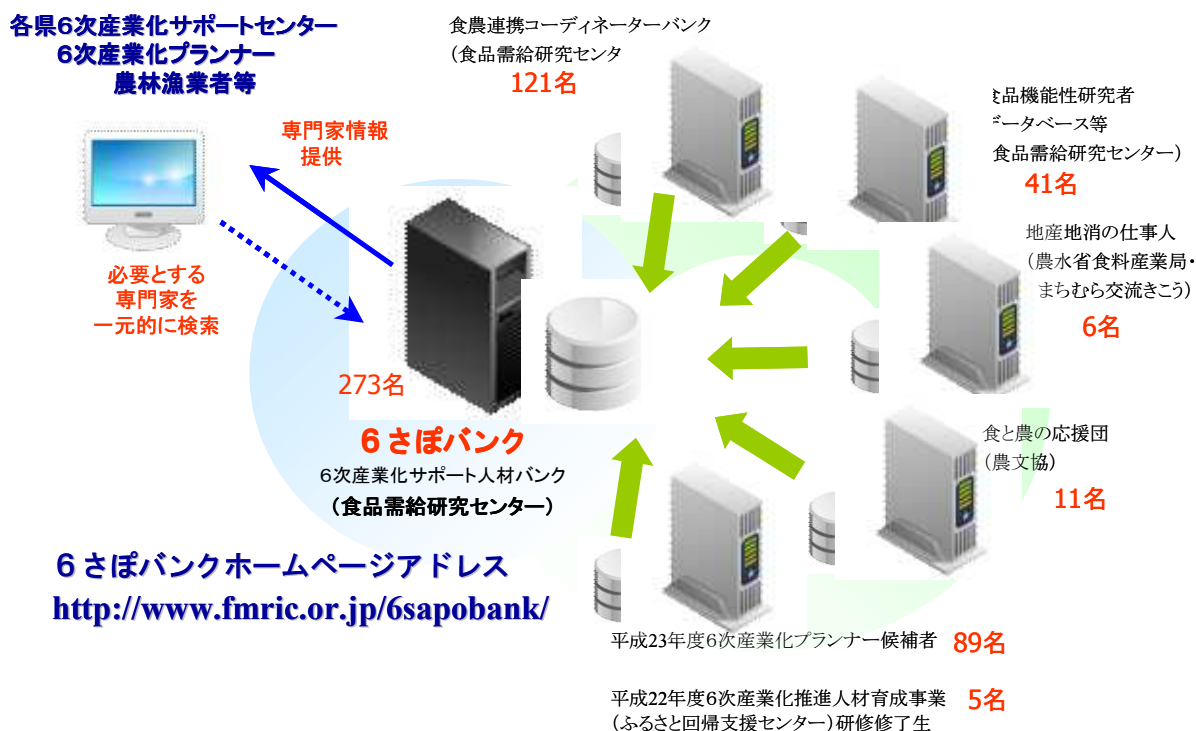 各県6次産業化サポートセンター
6次産業化プランナー
農林漁業者等
専門家情報
提供
必要とする
専門家を
一元的に検索
273名
6さぽバンク
6次産業化サポート人材バンク
(食品需給研究センター)
6さぽバンクホームページアドレス
http://www.fmric.or.jp/6sapobank/
食農連携コーディネーターバンク
(食品需給研究センタ
121名
食品機能性研究者
データベース等
食品需給研究センター)
41名
地産地消の仕事人
(農水省食料産業局・
まちむら交流きこう)
6名
食と農の応援団
(農文協)
11名
平成23年度6次産業化プランナー候補者 89名
平成22年度6次産業化推進人材育成事業 5名
(ふるさと回帰支援センター)研修修了生